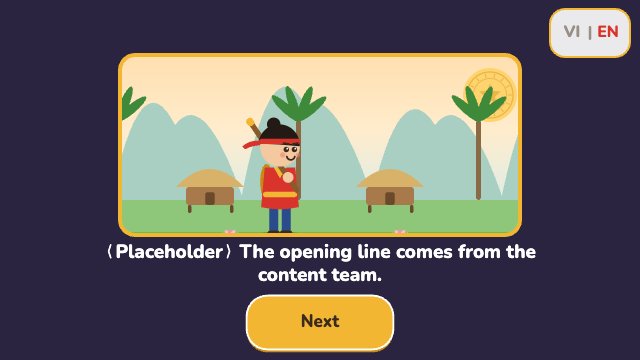 VI | EN
⟨Placeholder⟩ The opening line comes from the
content team.
Next